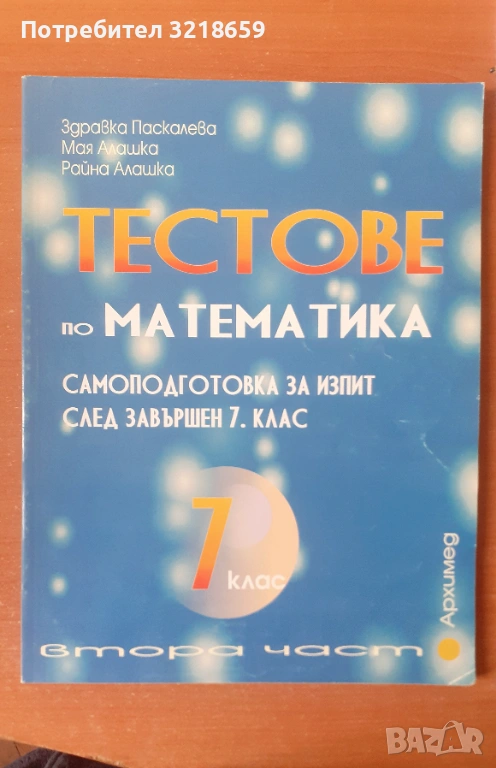 Потребител 3218659
Здравка Паскалева
Мая Алашка
Райна Алашка
ТЕСТОВЕ
по МАТЕМАТИКА
САМОПОДГОТОВКА ЗА ИЗПИТ
СЛЕД ЗАВЪРШЕН 7. КЛАС
7
клас
Архимед
втора част
BAZAR